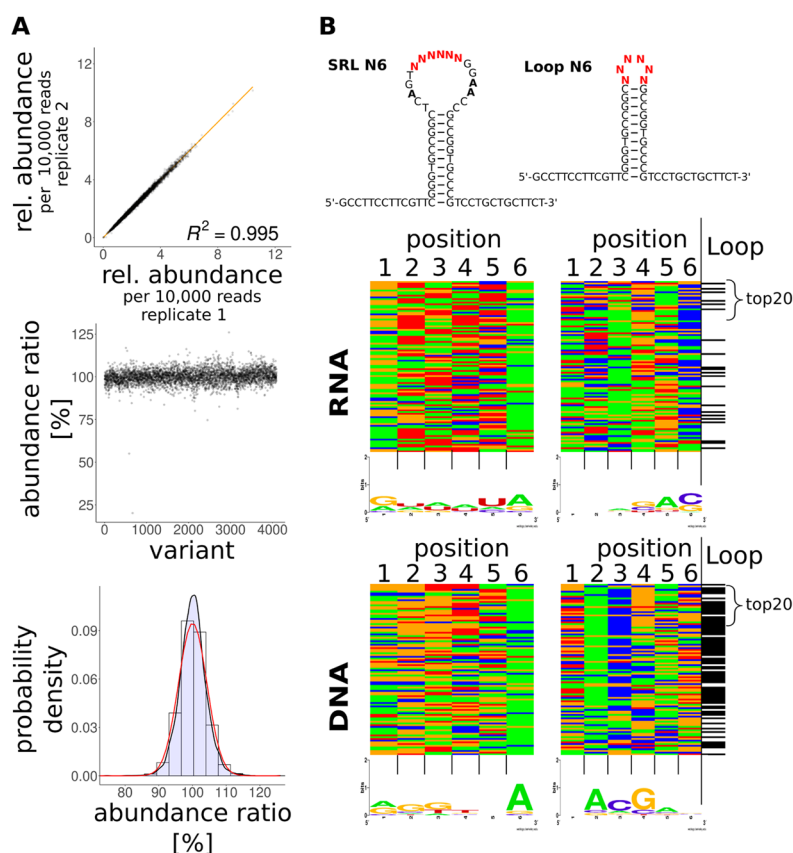 A
B
12
8
4
0
rel. abundance
per 10,000 reads
replicate 2
R² = 0.995
0 4 8 12
rel. abundance
per 10,000 reads
replicate 1
125
100
75
50
25
abundance ratio
[%]
0 1000 2000 3000 4000
variant
0.09
0.06
0.03
0.00
probability
density
80 90 100 110 120
abundance ratio
[%]
SRL N6
NNNNNN
5'-GCCTTCCTTCGTTC
GTCCTGCTGCTTCT-3'
Loop N6
NNNNNN
5'-GCCTTCCTTCGTTC
GTCCTGCTGCTTCT-3'
position
1 2 3 4 5 6
position
1 2 3 4 5 6
Loop
top20
RNA
position
1 2 3 4 5 6
position
1 2 3 4 5 6
Loop
top20
DNA